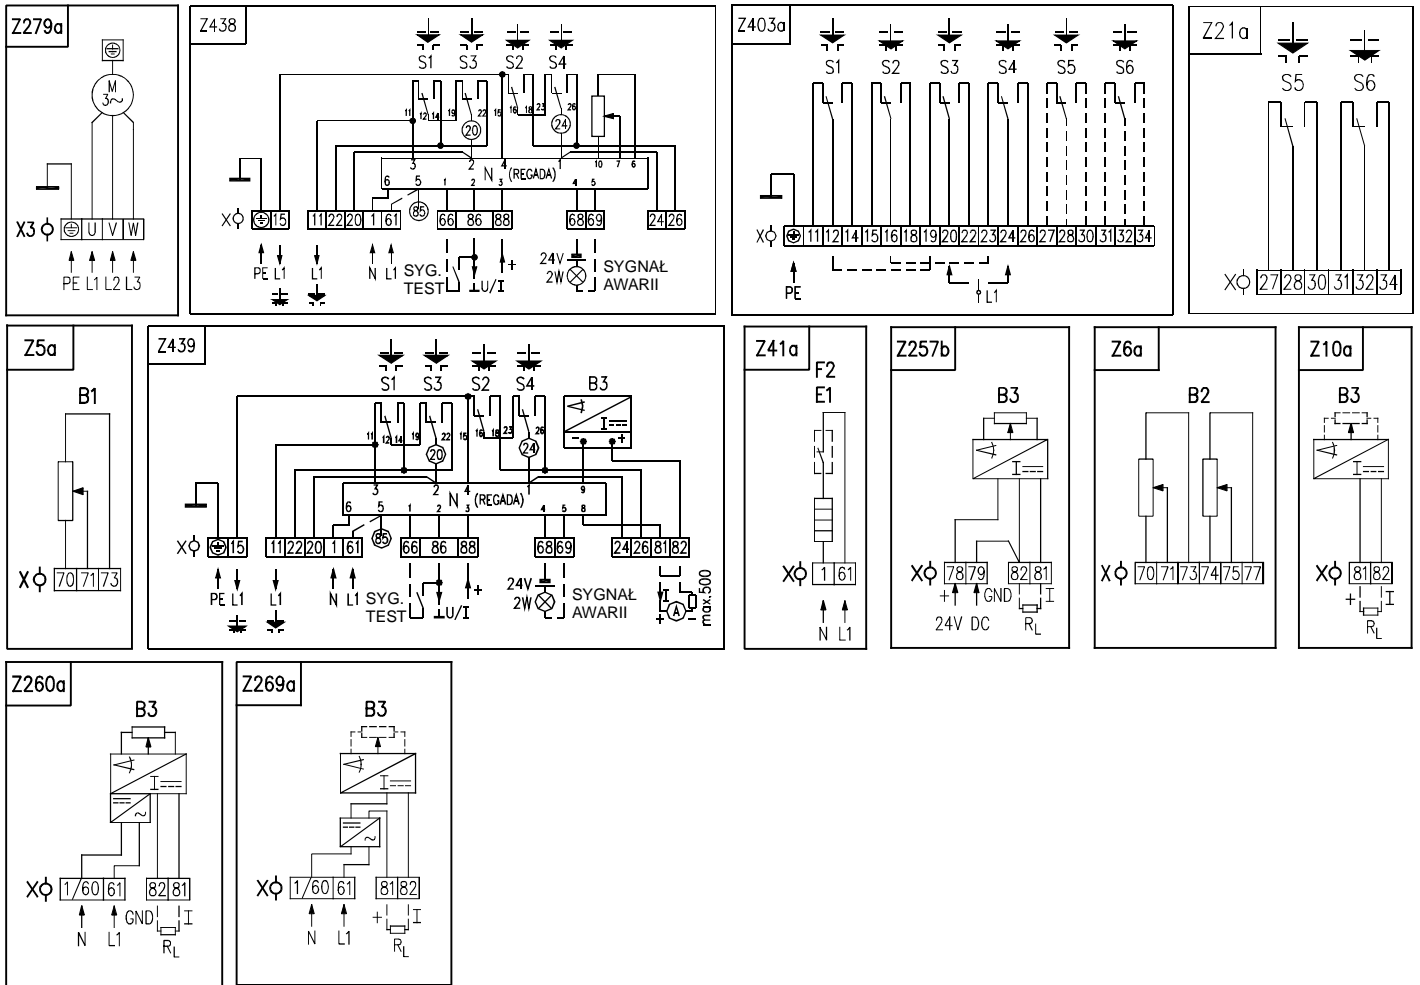 Z279a
M
3~
X3
U V W
PE L1 L2 L3
Z438
S1 S3 S2 S4
11 12 14 19 22 15 16 18 23 26
20 24
3 2 4 1 10 7 6
N (REGADA)
6 5 1 2 3 4 5
85
X
15 11 22 20 1 61 66 86 88 68 69 24 26
PE L1 L1 N L1
SYG.
TEST
⊥U/I
+
24V
2W
SYGNAŁ
AWARII
Z403a
S1 S2 S3 S4 S5 S6
X
11 12 14 15 16 18 19 20 22 23 24 26 27 28 30 31 32 34
PE
L1
Z21a
S5 S6
X
27 28 30 31 32 34
Z5a
B1
X
70 71 73
Z439
S1 S3 S2 S4 B3
I
− +
11 12 14 19 22 15 16 18 23 26
20 24
3 2 4 1 9
N (REGADA)
6 5 1 2 3 4 5 8
85
X
15 11 22 20 1 61 66 86 88 68 69 24 26 81 82
PE L1 L1 N L1
SYG.
TEST
⊥U/I
+
24V
2W
SYGNAŁ
AWARII
I
A
+ −
max.500
Z41a
F2
E1
X
1 61
N L1
Z257b
B3
I
X
78 79 82 81
+ GND I
24V DC RL
Z6a
B2
X
70 71 73 74 75 77
Z10a
B3
I
X
81 82
+ I
RL
Z260a
B3
I
~
X
1/60 61 82 81
GND I
N L1 RL
Z269a
B3
I
~
X
1/60 61 81 82
+ I
N L1 RL